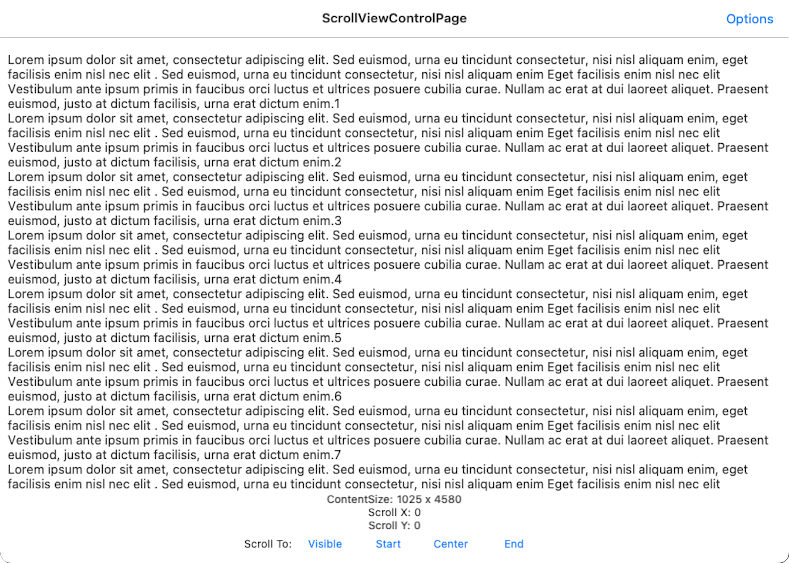 ScrollViewControlPage
Options
Lorem ipsum dolor sit amet, consectetur adipiscing elit. Sed euismod, urna eu tincidunt consectetur, nisi nisl aliquam enim, eget
facilisis enim nisl nec elit . Sed euismod, urna eu tincidunt consectetur, nisi nisl aliquam enim Eget facilisis enim nisl nec elit
Vestibulum ante ipsum primis in faucibus orci luctus et ultrices posuere cubilia curae. Nullam ac erat at dui laoreet aliquet. Praesent
euismod, justo at dictum facilisis, urna erat dictum enim.1
Lorem ipsum dolor sit amet, consectetur adipiscing elit. Sed euismod, urna eu tincidunt consectetur, nisi nisl aliquam enim, eget
facilisis enim nisl nec elit . Sed euismod, urna eu tincidunt consectetur, nisi nisl aliquam enim Eget facilisis enim nisl nec elit
Vestibulum ante ipsum primis in faucibus orci luctus et ultrices posuere cubilia curae. Nullam ac erat at dui laoreet aliquet. Praesent
euismod, justo at dictum facilisis, urna erat dictum enim.2
Lorem ipsum dolor sit amet, consectetur adipiscing elit. Sed euismod, urna eu tincidunt consectetur, nisi nisl aliquam enim, eget
facilisis enim nisl nec elit . Sed euismod, urna eu tincidunt consectetur, nisi nisl aliquam enim Eget facilisis enim nisl nec elit
Vestibulum ante ipsum primis in faucibus orci luctus et ultrices posuere cubilia curae. Nullam ac erat at dui laoreet aliquet. Praesent
euismod, justo at dictum facilisis, urna erat dictum enim.3
Lorem ipsum dolor sit amet, consectetur adipiscing elit. Sed euismod, urna eu tincidunt consectetur, nisi nisl aliquam enim, eget
facilisis enim nisl nec elit . Sed euismod, urna eu tincidunt consectetur, nisi nisl aliquam enim Eget facilisis enim nisl nec elit
Vestibulum ante ipsum primis in faucibus orci luctus et ultrices posuere cubilia curae. Nullam ac erat at dui laoreet aliquet. Praesent
euismod, justo at dictum facilisis, urna erat dictum enim.4
Lorem ipsum dolor sit amet, consectetur adipiscing elit. Sed euismod, urna eu tincidunt consectetur, nisi nisl aliquam enim, eget
facilisis enim nisl nec elit . Sed euismod, urna eu tincidunt consectetur, nisi nisl aliquam enim Eget facilisis enim nisl nec elit
Vestibulum ante ipsum primis in faucibus orci luctus et ultrices posuere cubilia curae. Nullam ac erat at dui laoreet aliquet. Praesent
euismod, justo at dictum facilisis, urna erat dictum enim.5
Lorem ipsum dolor sit amet, consectetur adipiscing elit. Sed euismod, urna eu tincidunt consectetur, nisi nisl aliquam enim, eget
facilisis enim nisl nec elit . Sed euismod, urna eu tincidunt consectetur, nisi nisl aliquam enim Eget facilisis enim nisl nec elit
Vestibulum ante ipsum primis in faucibus orci luctus et ultrices posuere cubilia curae. Nullam ac erat at dui laoreet aliquet. Praesent
euismod, justo at dictum facilisis, urna erat dictum enim.6
Lorem ipsum dolor sit amet, consectetur adipiscing elit. Sed euismod, urna eu tincidunt consectetur, nisi nisl aliquam enim, eget
facilisis enim nisl nec elit . Sed euismod, urna eu tincidunt consectetur, nisi nisl aliquam enim Eget facilisis enim nisl nec elit
Vestibulum ante ipsum primis in faucibus orci luctus et ultrices posuere cubilia curae. Nullam ac erat at dui laoreet aliquet. Praesent
euismod, justo at dictum facilisis, urna erat dictum enim.7
Lorem ipsum dolor sit amet, consectetur adipiscing elit. Sed euismod, urna eu tincidunt consectetur, nisi nisl aliquam enim, eget
facilisis enim nisl nec elit . Sed euismod, urna eu tincidunt consectetur, nisi nisl aliquam enim Eget facilisis enim nisl nec elit
ContentSize: 1025 x 4580
Scroll X: 0
Scroll Y: 0
Scroll To: Visible Start Center End